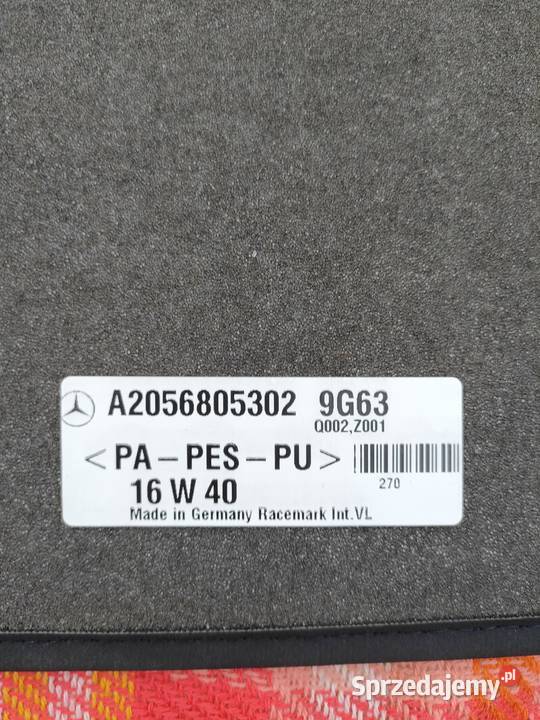 A2056805302 9G63
Q002,Z001
<PA-PES-PU>
270
16 W 40
Made in Germany Racemark Int.VL
Sprzedajemy.pl